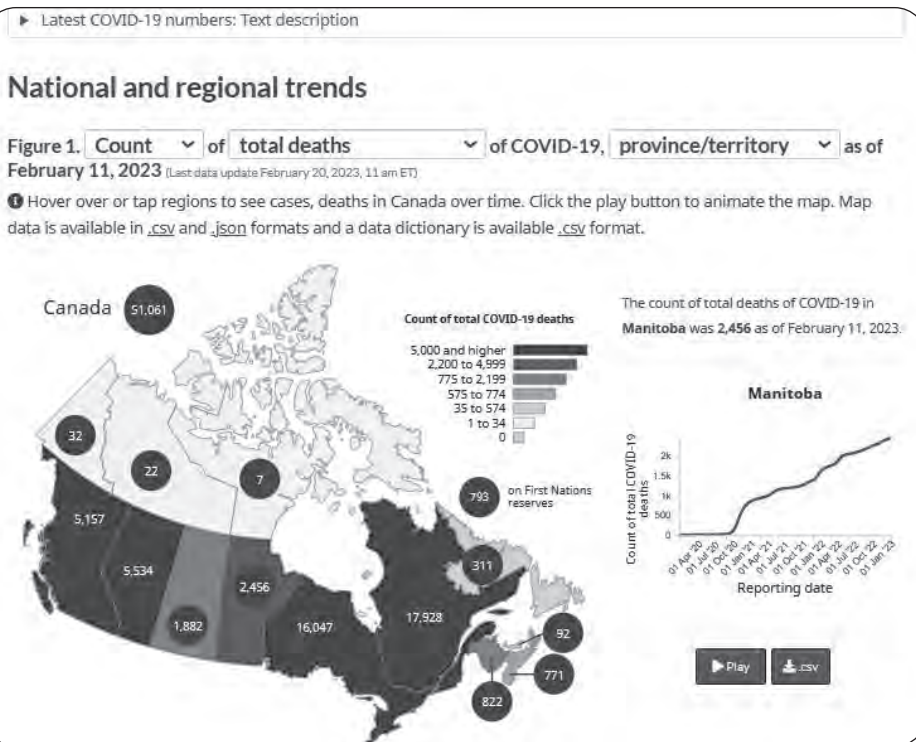 ▶ Latest COVID-19 numbers: Text description
National and regional trends
Figure 1. Count of total deaths of COVID-19, province/territory as of
February 11, 2023 (Last data update February 20, 2023, 11 am ET)
Hover over or tap regions to see cases, deaths in Canada over time. Click the play button to animate the map. Map
data is available in .csv and .json formats and a data dictionary is available .csv format.
Canada 51,061
Count of total COVID-19 deaths
5,000 and higher
2,200 to 4,999
775 to 2,199
575 to 774
35 to 574
1 to 34
0
32
22
7
793 on First Nations
reserves
5,157
5,534
2,456
1,882
16,047
17,928
311
92
771
822
The count of total deaths of COVID-19 in
Manitoba was 2,456 as of February 11, 2023.
Manitoba
Count of total COVID-19
deaths
2k
1.5k
1k
500
0
01 Apr '20
01 Jul '20
01 Oct '20
01 Jan '21
01 Apr '21
01 Jul '21
01 Oct '21
01 Jan '22
01 Apr '22
01 Jul '22
01 Oct '22
01 Jan '23
Reporting date
Play
.csv